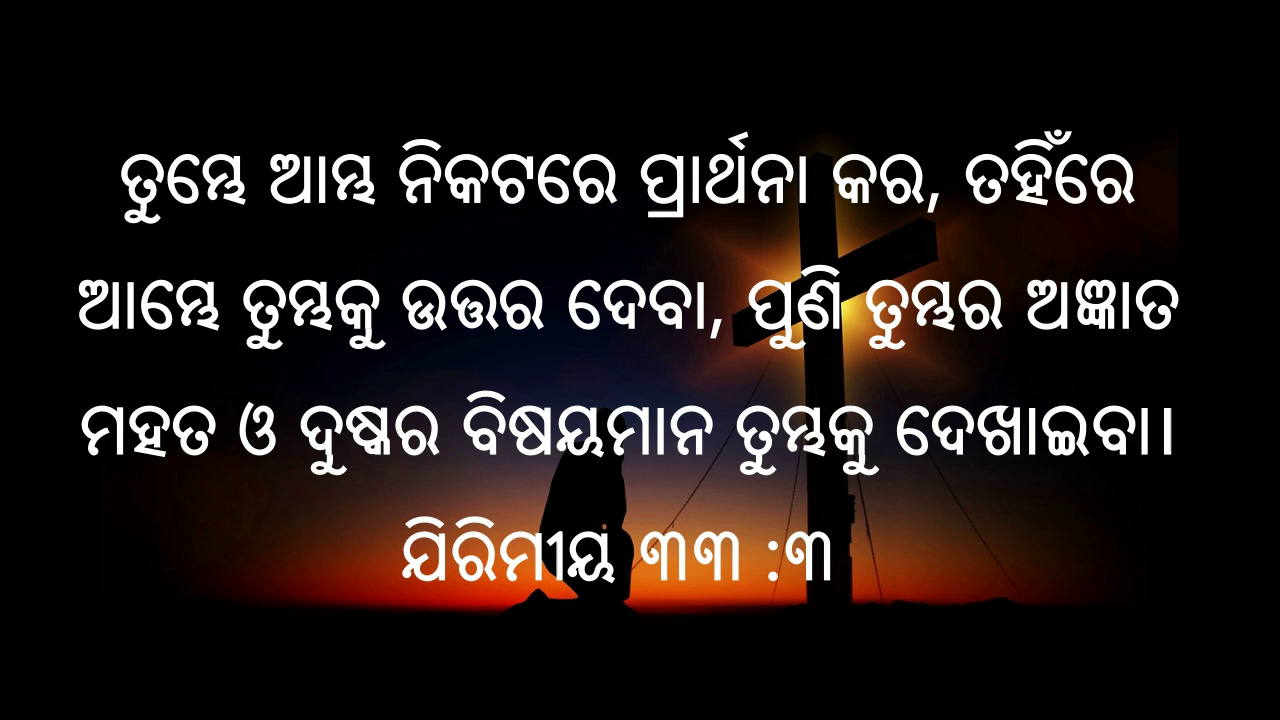 ତୁମ୍ଭେ ଆମ୍ଭ ନିକଟରେ ପ୍ରାର୍ଥନା କର, ତହିଁରେ
ଆମ୍ଭେ ତୁମ୍ଭକୁ ଉତ୍ତର ଦେବା, ପୁଣି ତୁମ୍ଭର ଅଜ୍ଞାତ
ମହତ ଓ ଦୁଷ୍କର ବିଷୟମାନ ତୁମ୍ଭକୁ ଦେଖାଇବା।
ଯିରିମୀୟ ୩୩ :୩